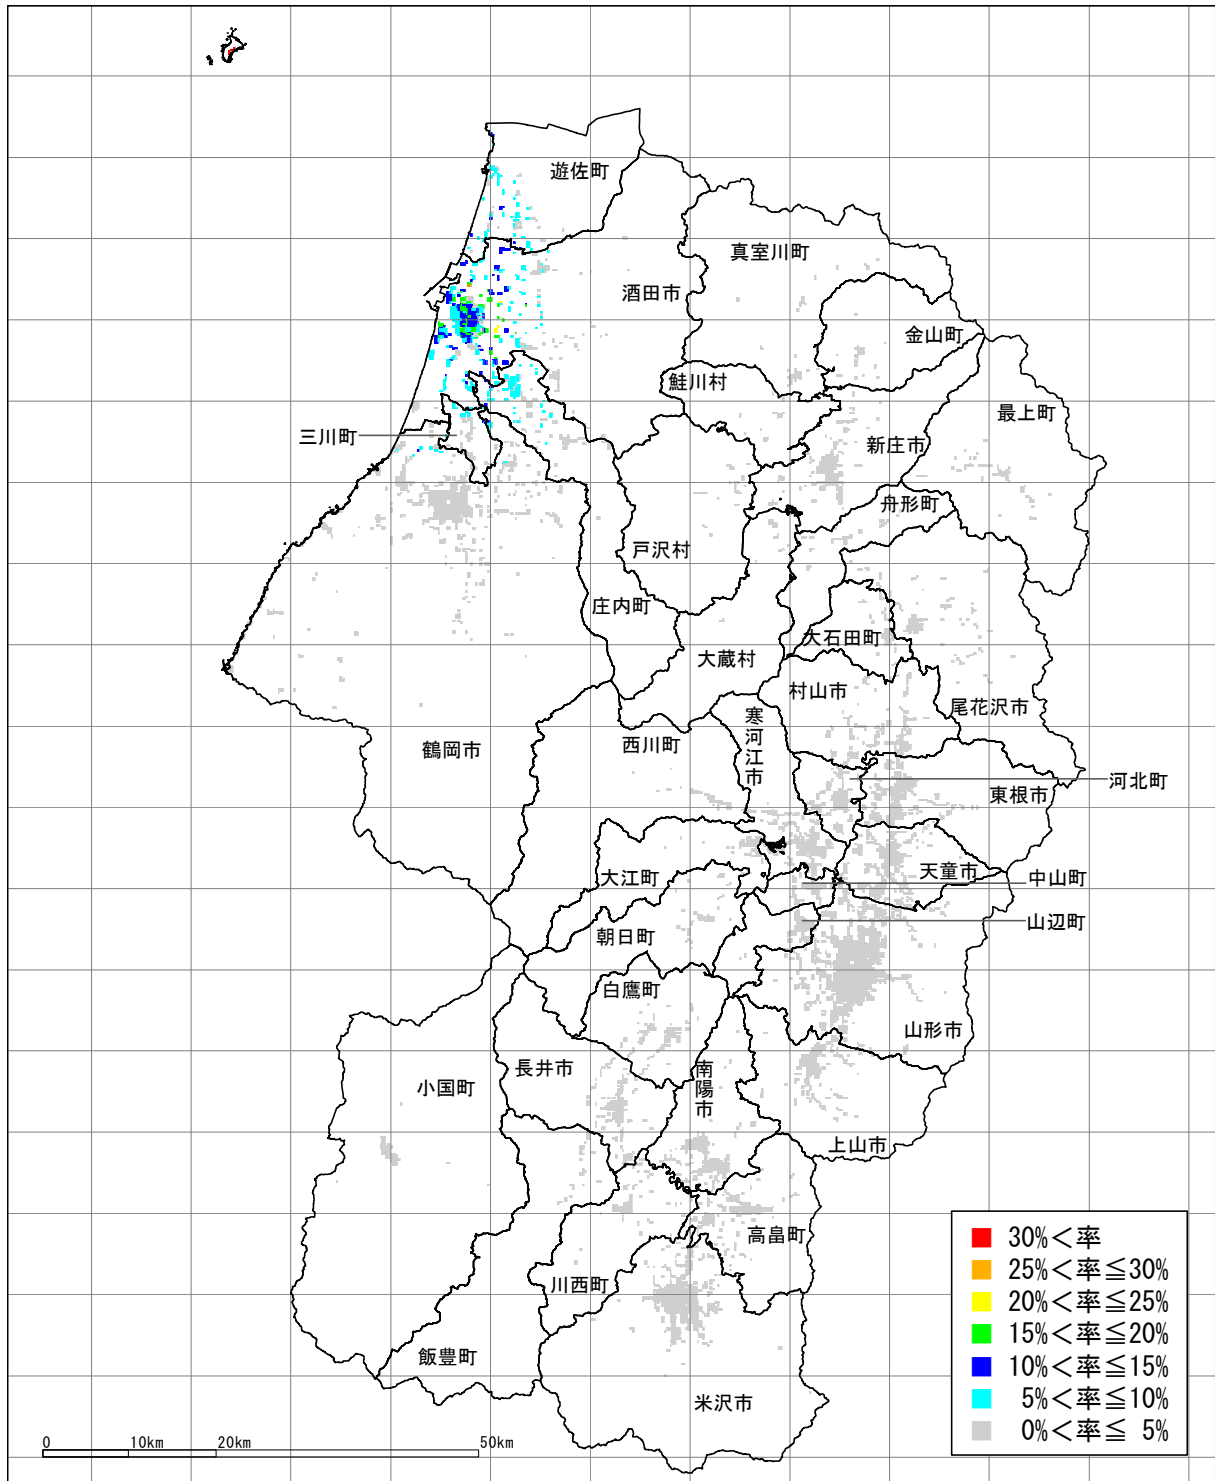 遊佐町
真室川町
酒田市
金山町
鮭川村
最上町
三川町
新庄市
舟形町
戸沢村
庄内町
大石田町
大蔵村
村山市
尾花沢市
寒河江市
西川町
鶴岡市
河北町
東根市
天童市
中山町
大江町
山辺町
朝日町
白鷹町
山形市
長井市
南陽市
小国町
上山市
高畠町
川西町
飯豊町
米沢市
30%＜率
25%＜率≦30%
20%＜率≦25%
15%＜率≦20%
10%＜率≦15%
5%＜率≦10%
0%＜率≦ 5%
0 10km 20km 50km